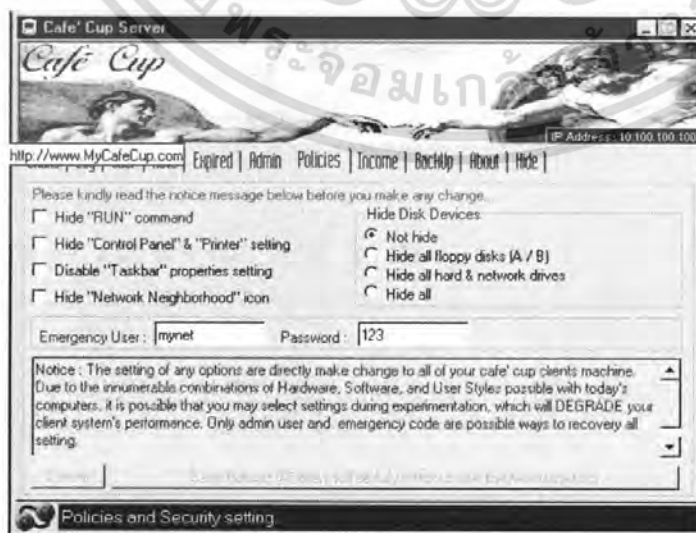 Cafe' Cup Server
Café Cup
IP Address : 10.100.100.100
http://www.MyCafeCup.com
Expired | Admin Policies | Income | BackUp | About | Hide |
Please kindly read the notice message below before you make any change.
Hide "RUN" command
Hide "Control Panel" & "Printer" setting
Disable "Taskbar" properties setting
Hide "Network Neighborhood" icon
Hide Disk Devices
Not hide
Hide all floppy disks (A / B)
Hide all hard & network drives
Hide all
Emergency User : mynet Password : 123
Notice : The setting of any options are directly make change to all of your cafe' cup clients machine.
Due to the innumerable combinations of Hardware, Software, and User Styles possible with today's
computers, it is possible that you may select settings during experimentation, which will DEGRADE your
client system's performance. Only admin user and emergency code are possible ways to recovery all
setting.
Policies and Security setting.